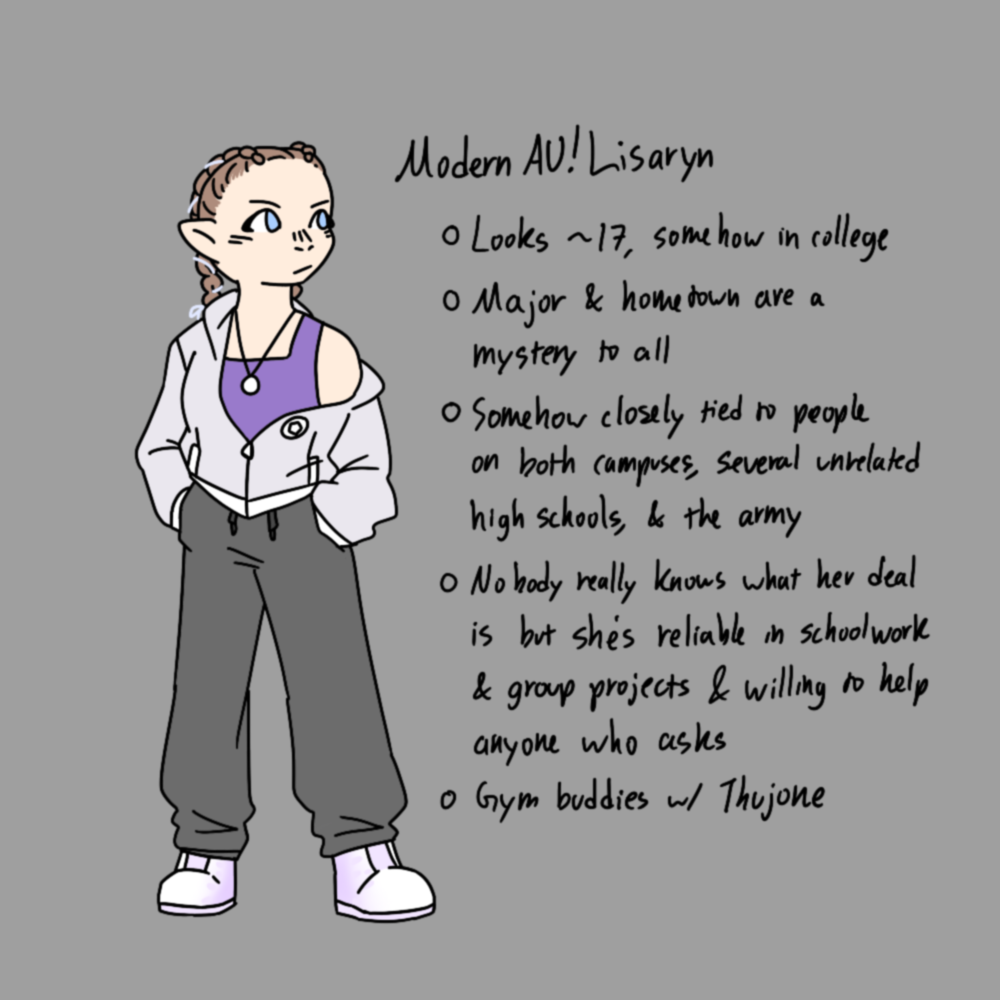 Modern AU! Lisaryn
○ Looks ~17, somehow in college
○ Major & hometown are a
mystery to all
○ Somehow closely tied to people
on both campuses, several unrelated
high schools, & the army
○ Nobody really knows what her deal
is but she's reliable in schoolwork
& group projects & willing to help
anyone who asks
○ Gym buddies w/ Thujone